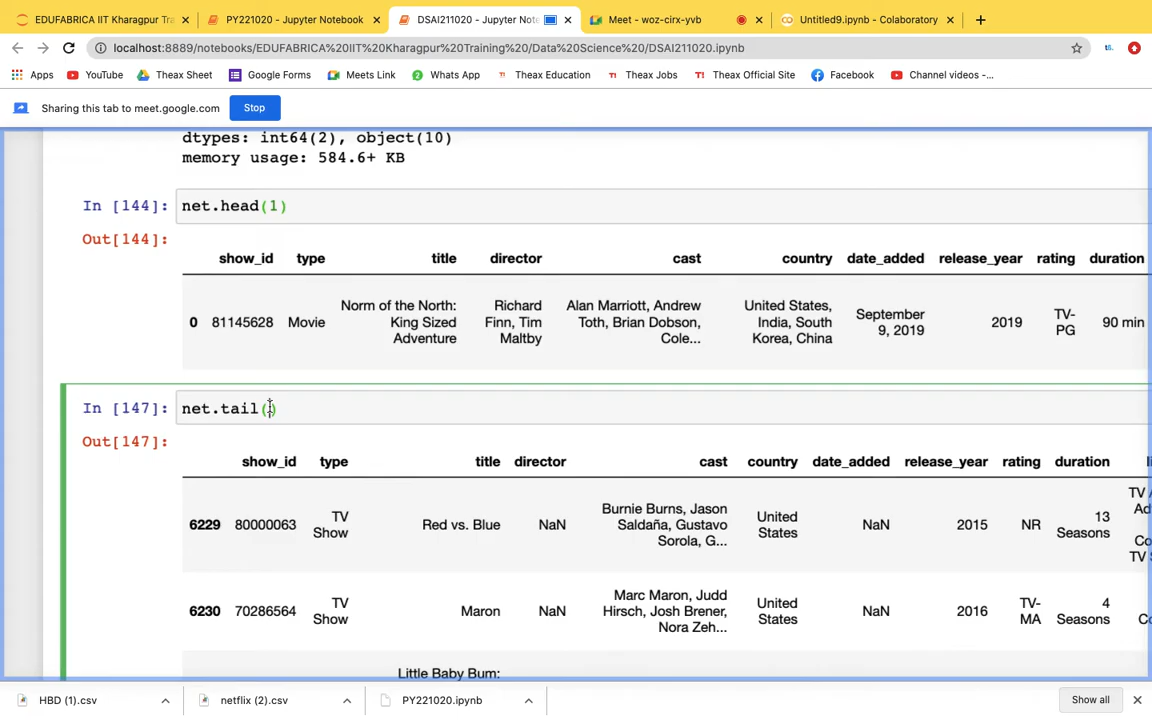 EDUFABRICA IIT Kharagpur Tra
PY221020 - Jupyter Notebook
DSAI211020 - Jupyter Note
Meet - woz-cirx-yvb
Untitled9.ipynb - Colaboratory
localhost:8889/notebooks/EDUFABRICA%20IIT%20Kharagpur%20Training%20/Data%20Science%20/DSAI211020.ipynb
Apps YouTube Theax Sheet Google Forms Meets Link Whats App Theax Education Theax Jobs Theax Official Site Facebook Channel videos -...
Sharing this tab to meet.google.com Stop
dtypes: int64(2), object(10)
memory usage: 584.6+ KB
In [144]: net.head(1)
Out[144]:
show_id type title director cast country date_added release_year rating duration
0 81145628 Movie Norm of the North: King Sized Adventure Richard Finn, Tim Maltby Alan Marriott, Andrew Toth, Brian Dobson, Cole... United States, India, South Korea, China September 9, 2019 2019 TV-PG 90 min
In [147]: net.tail()
Out[147]:
show_id type title director cast country date_added release_year rating duration
6229 80000063 TV Show Red vs. Blue NaN Burnie Burns, Jason Saldaña, Gustavo Sorola, G... United States NaN 2015 NR 13 Seasons TV
6230 70286564 TV Show Maron NaN Marc Maron, Judd Hirsch, Josh Brener, Nora Zeh... United States NaN 2016 TV-MA 4 Seasons
Little Baby Bum:
HBD (1).csv netflix (2).csv PY221020.ipynb Show all